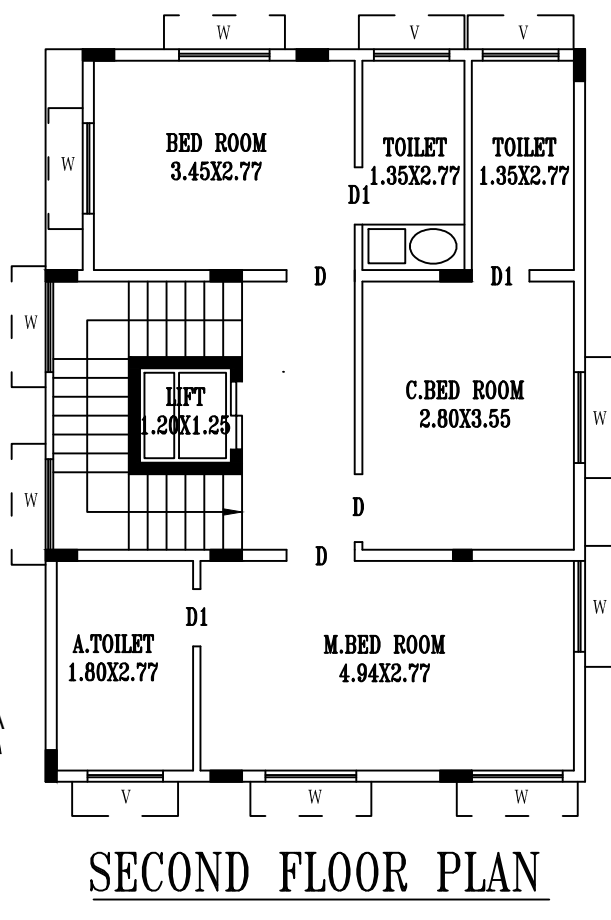 W V V
BED ROOM
3.45X2.77
TOILET
1.35X2.77
TOILET
1.35X2.77
W
D1
D
D1
W
LIFT
1.20X1.25
C.BED ROOM
2.80X3.55
W
W
D
D
W
D1
A.TOILET
1.80X2.77
M.BED ROOM
4.94X2.77
V W W
SECOND FLOOR PLAN